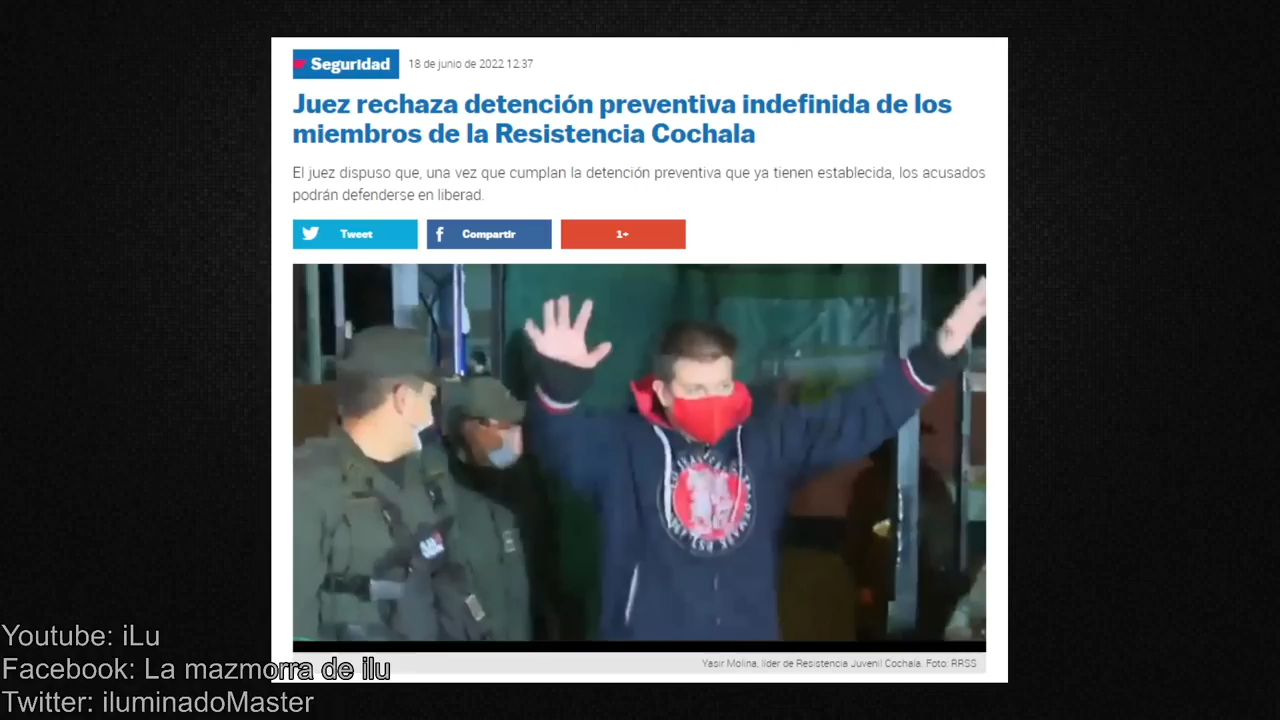 Seguridad 18 de junio de 2022 12:37
Juez rechaza detención preventiva indefinida de los
miembros de la Resistencia Cochala
El juez dispuso que, una vez que cumplan la detención preventiva que ya tienen establecida, los acusados
podrán defenderse en liberad.
Tweet Compartir 1+
Yasir Molina, líder de Resistencia Juvenil Cochala. Foto: RRSS
Youtube: iLu
Facebook: La mazmorra de ilu
Twitter: iluminadoMaster